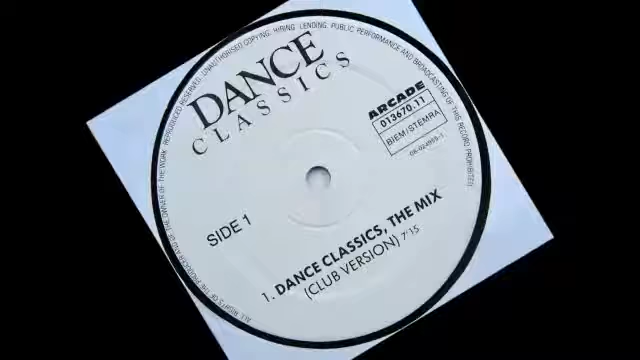 ALL RIGHTS OF THE PRODUCER AND OF THE OWNER OF THE WORK REPRODUCED RESERVED. UNAUTHORISED COPYING, HIRING, LENDING, PUBLIC PERFORMANCE AND BROADCASTING OF THIS RECORD PROHIBITED
DANCE
CLASSICS
ARCADE
013670.11
BIEM/STEMRA
SIDE 1
1. DANCE CLASSICS, THE MIX
(CLUB VERSION) 7'15